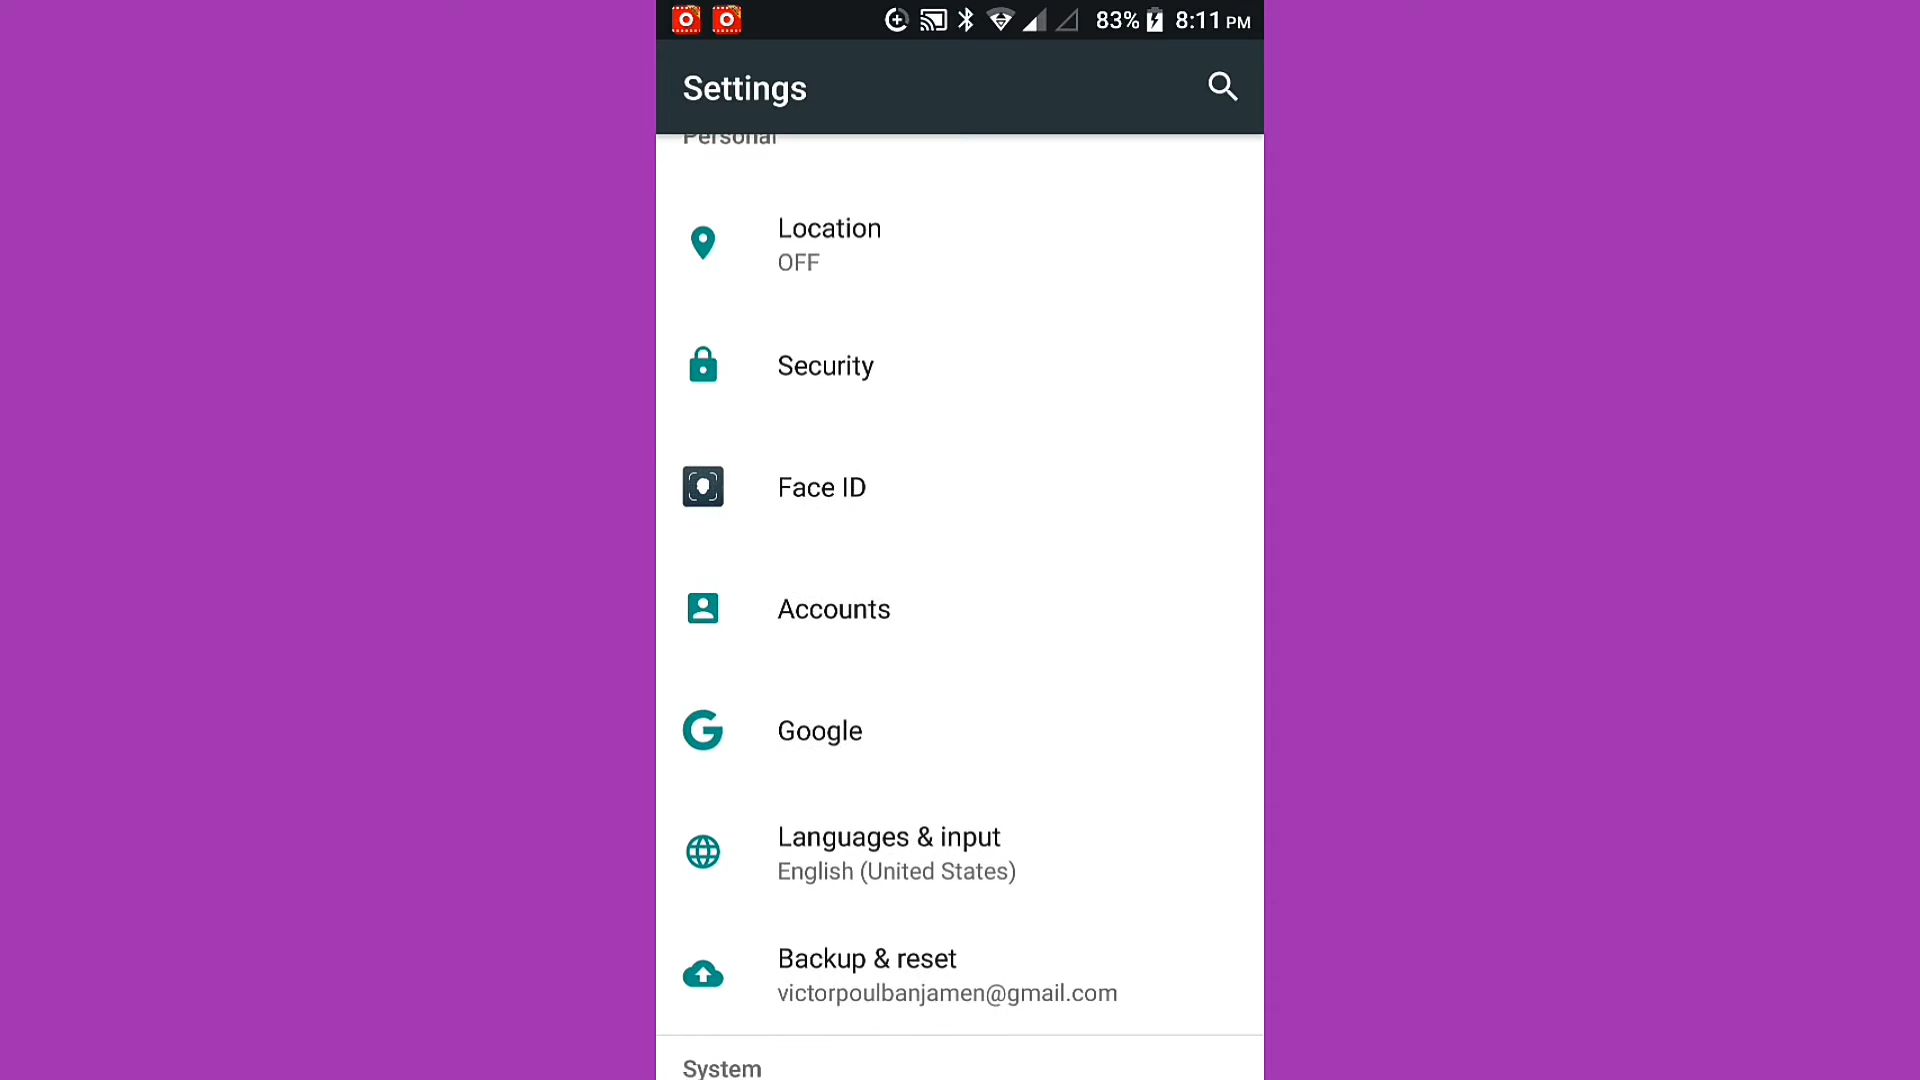 83% 8:11 PM
Settings
Personal
Location
OFF
Security
Face ID
Accounts
Google
Languages & input
English (United States)
Backup & reset
victorpoulbanjamen@gmail.com
System